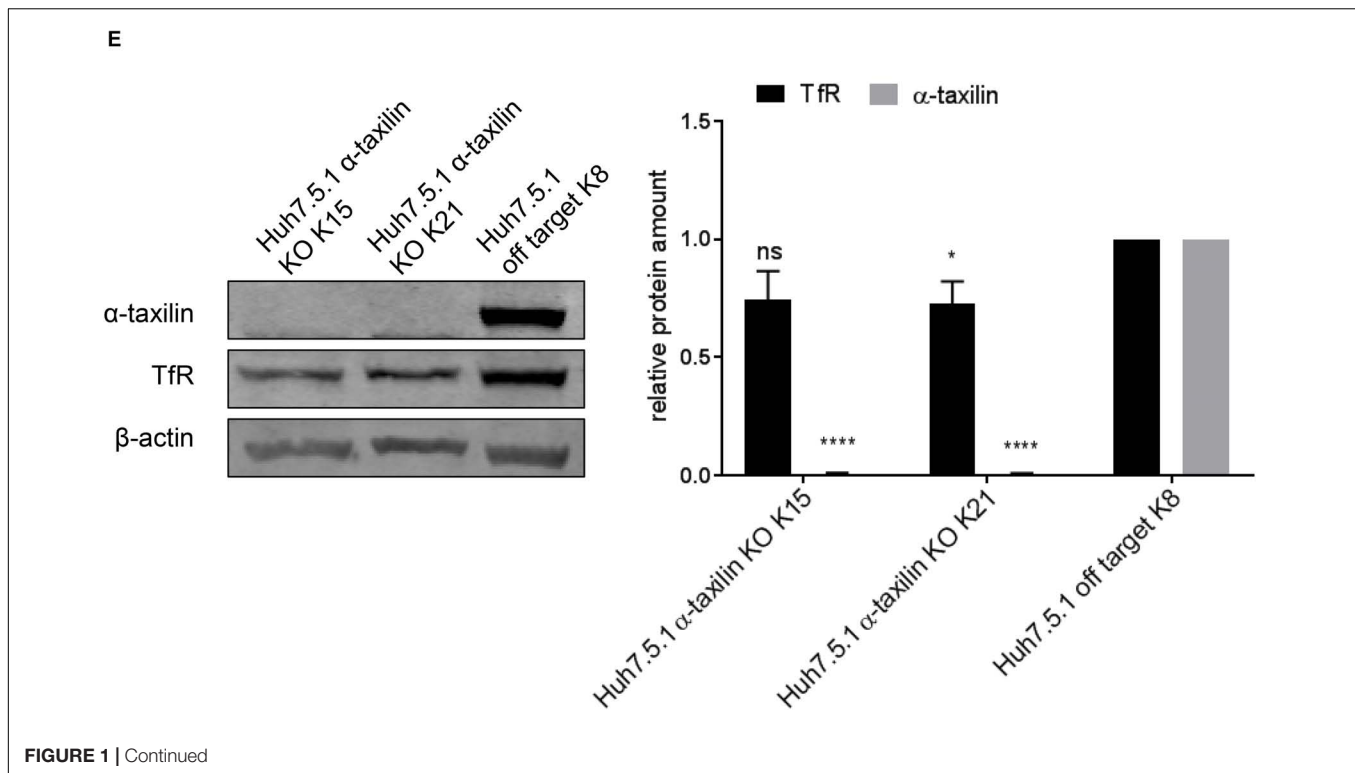 E
Huh7.5.1 α-taxilin
KO K15
Huh7.5.1 α-taxilin
KO K21
Huh7.5.1
off target K8
α-taxilin
TfR
β-actin
TfR α-taxilin
relative protein amount
1.5
1.0
0.5
0.0
ns
****
*
****
Huh7.5.1 α-taxilin KO K15
Huh7.5.1 α-taxilin KO K21
Huh7.5.1 off target K8
FIGURE 1 | Continued